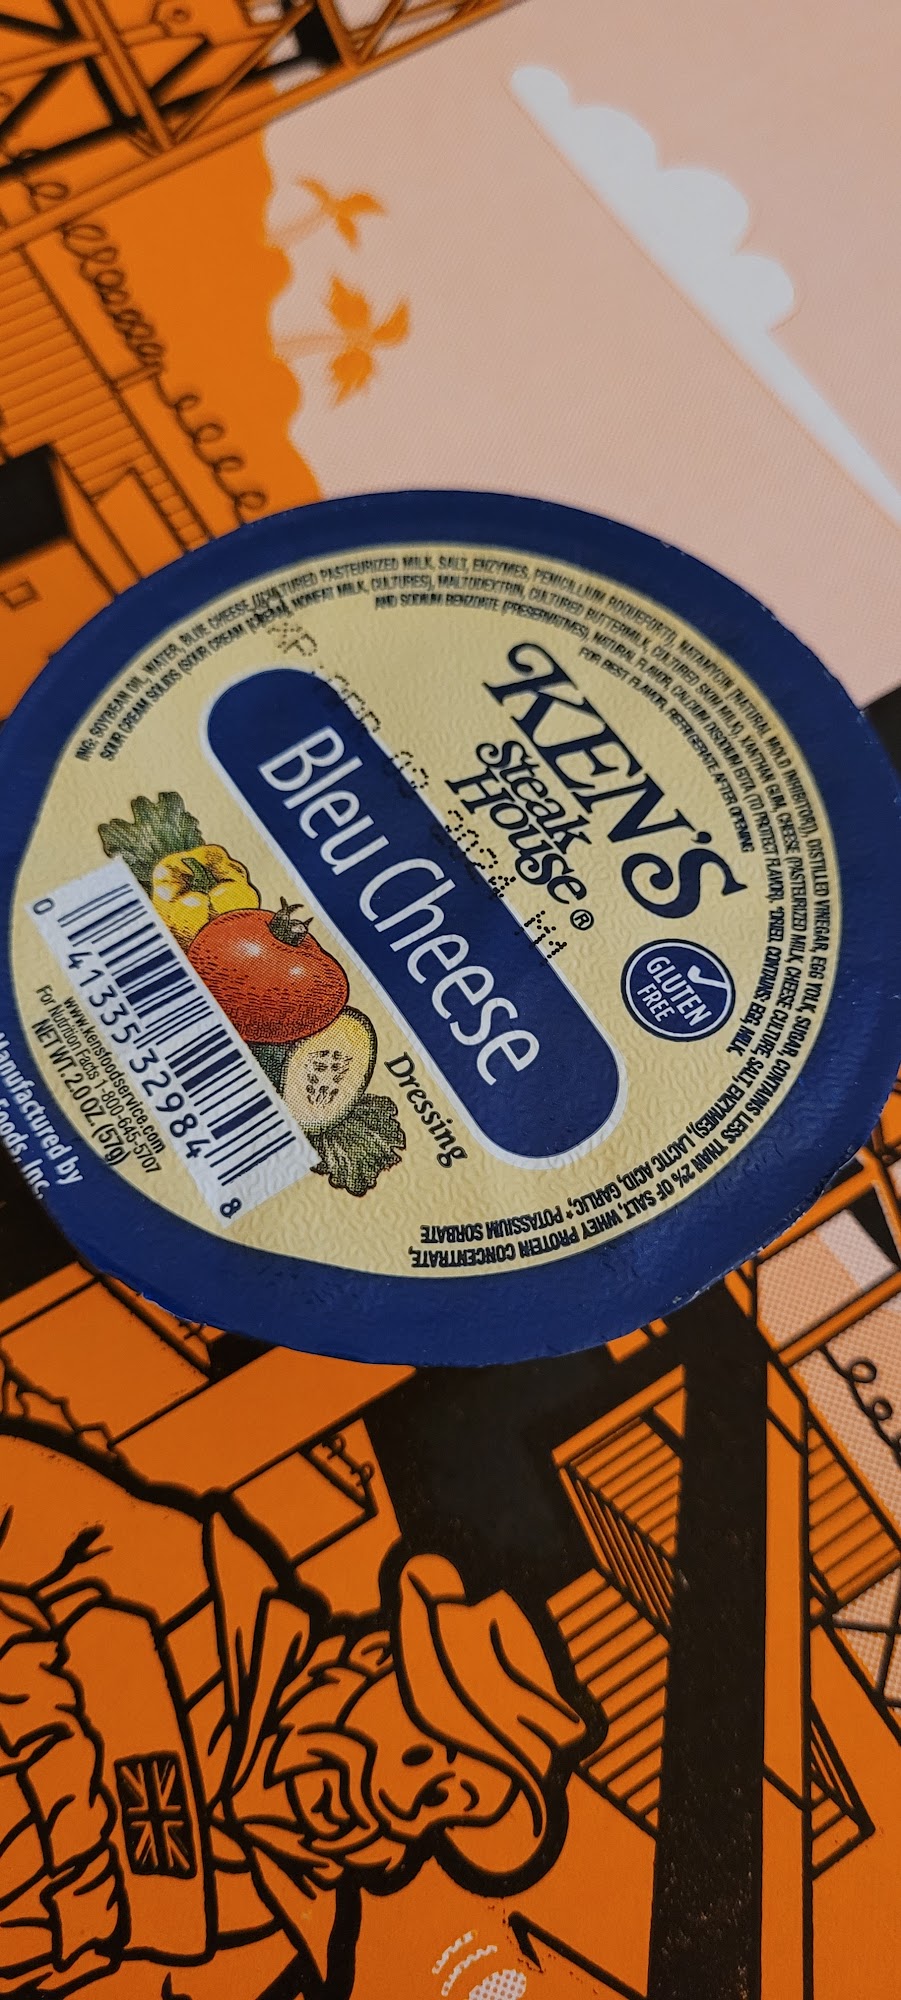 ING: SOYBEAN OIL, WATER, BLUE CHEESE ([CULTURED PASTEURIZED MILK, SALT, ENZYMES, PENICILLIUM ROQUEFORTI], NATAMYCIN [NATURAL MOLD INHIBITOR]), DISTILLED VINEGAR, EGG YOLK, SUGAR, CONTAINS LESS THAN 2% OF SALT, WHEY PROTEIN CONCENTRATE,
SOUR CREAM SOLIDS (SOUR CREAM [CREAM, NONFAT MILK, CULTURES]), MALTODEXTRIN, CULTURED BUTTERMILK, CULTURED SKIM MILK), XANTHAN GUM, CHEESE (PASTEURIZED MILK, CHEESE CULTURE, SALT, ENZYMES), LACTIC ACID, GARLIC,* POTASSIUM SORBATE
AND SODIUM BENZOATE (PRESERVATIVES), NATURAL FLAVOR, CALCIUM DISODIUM EDTA (TO PROTECT FLAVOR). *DRIED. CONTAINS: EGG, MILK.
FOR BEST FLAVOR, REFRIGERATE AFTER OPENING
KEN'S
Steak
House®
GLUTEN
FREE
2024
Bleu Cheese
Dressing
0 41335 32984 8
www.kensfoodservice.com
For Nutrition Facts 1-800-645-5707
NET WT. 2.0 OZ. (57g)
Manufactured by
Foods, Inc.